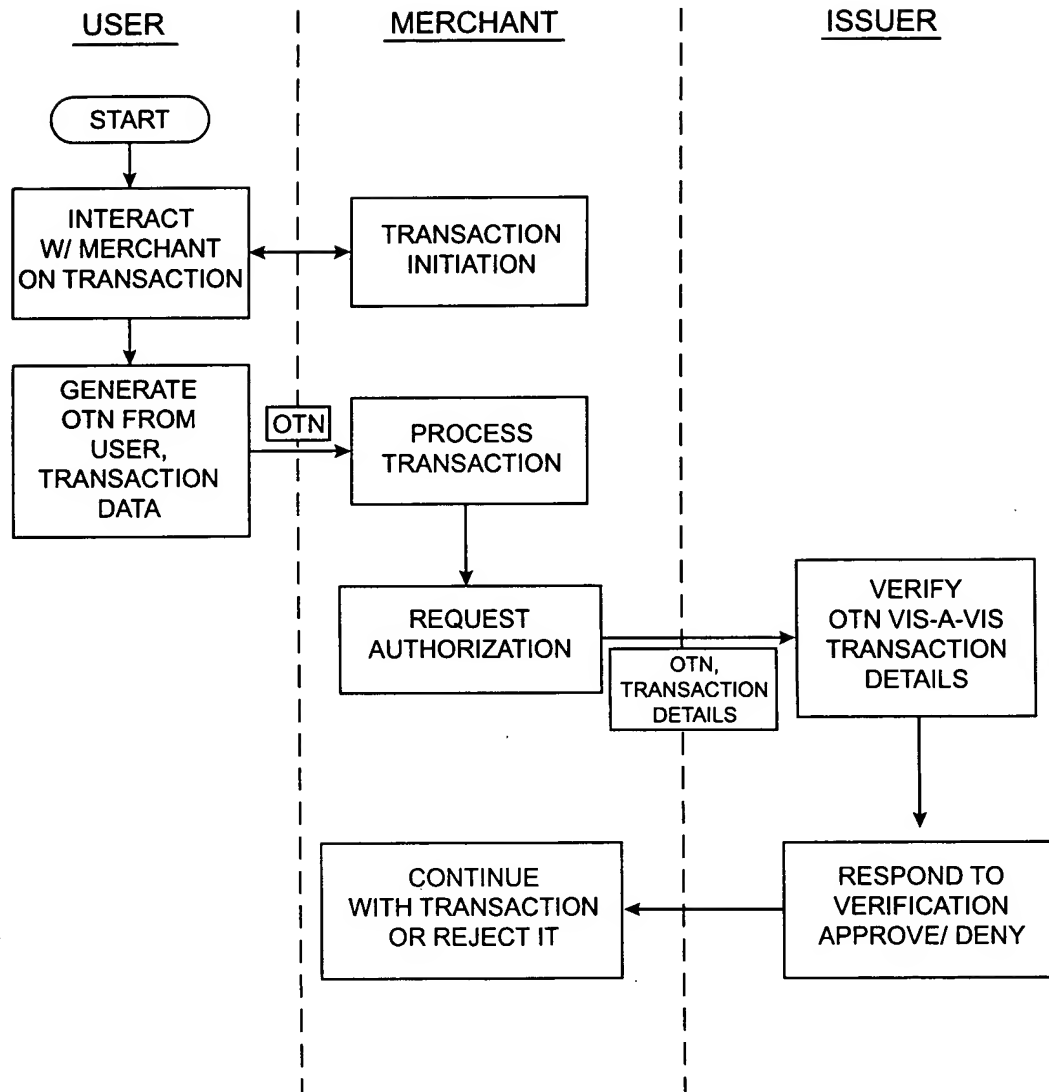 USER
MERCHANT
ISSUER
START
INTERACT
W/ MERCHANT
ON TRANSACTION
TRANSACTION
INITIATION
GENERATE
OTN FROM
USER,
TRANSACTION
DATA
OTN
PROCESS
TRANSACTION
REQUEST
AUTHORIZATION
OTN,
TRANSACTION
DETAILS
VERIFY
OTN VIS-A-VIS
TRANSACTION
DETAILS
RESPOND TO
VERIFICATION
APPROVE/ DENY
CONTINUE
WITH TRANSACTION
OR REJECT IT